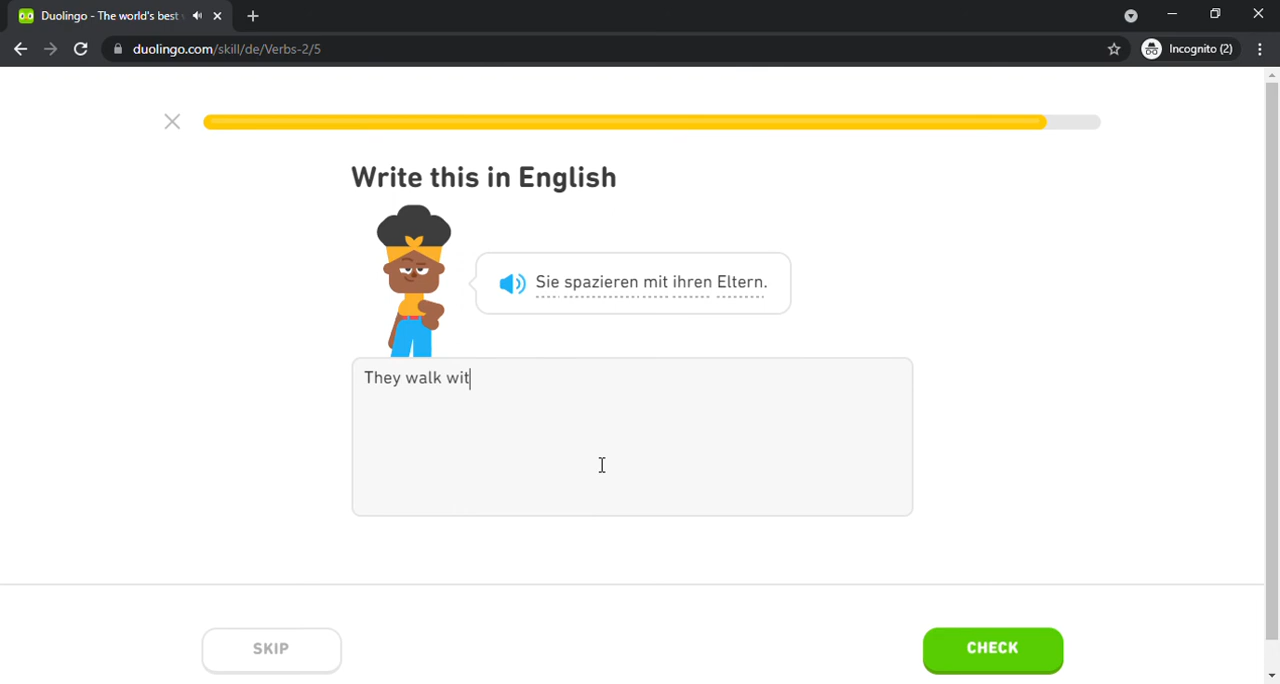 Duolingo - The world's best
duolingo.com/skill/de/Verbs-2/5
Incognito (2)
Write this in English
Sie spazieren mit ihren Eltern.
They walk wit
SKIP
CHECK